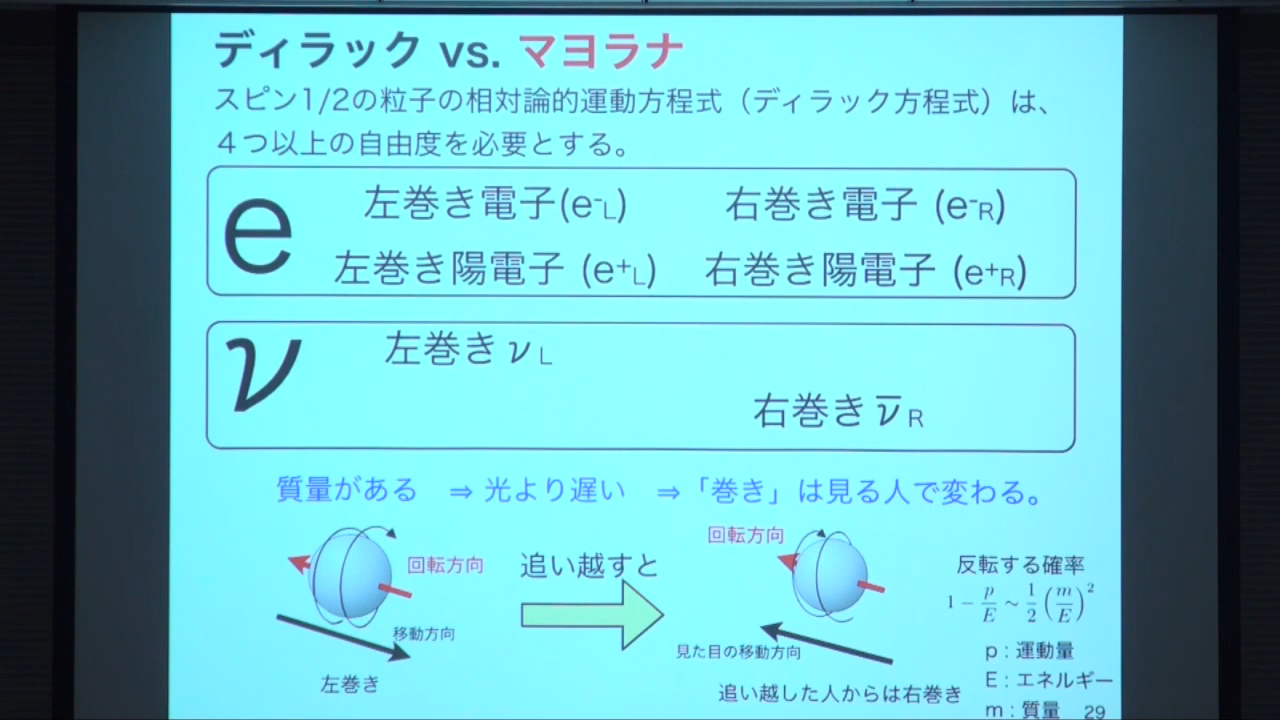 ディラック vs. マヨラナ
スピン1/2の粒子の相対論的運動方程式（ディラック方程式）は、
４つ以上の自由度を必要とする。
e
左巻き電子(e-L) 右巻き電子 (e-R)
左巻き陽電子 (e+L) 右巻き陽電子 (e+R)
ν
左巻き ν L
右巻き ν̅ R
質量がある ⇒ 光より遅い ⇒「巻き」は見る人で変わる。
回転方向
移動方向
左巻き
追い越すと
回転方向
見た目の移動方向
追い越した人からは右巻き
反転する確率
1 − p/E ∼ 1/2 (m/E)²
p : 運動量
E : エネルギー
m : 質量
29